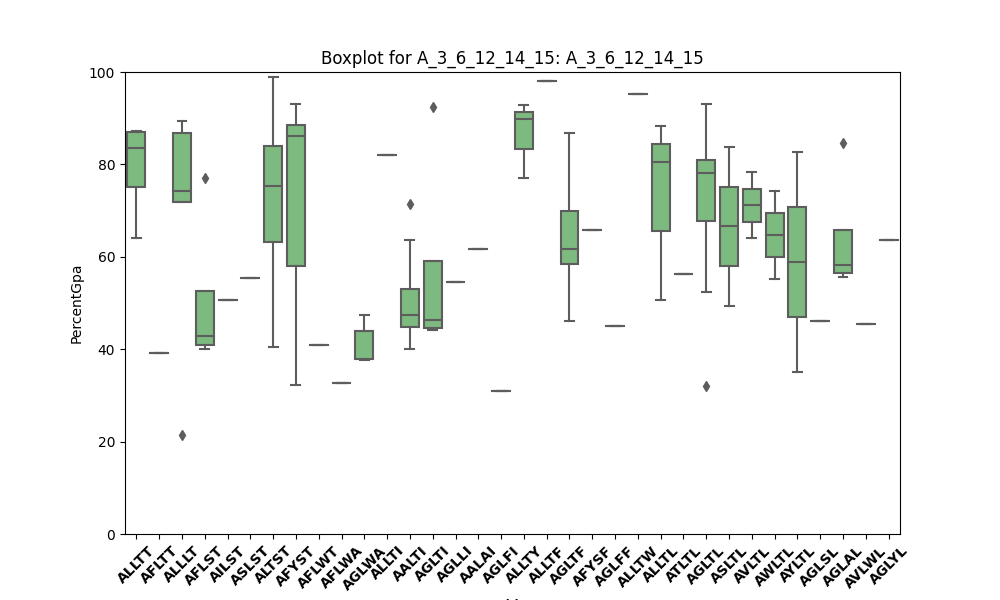 Boxplot for A_3_6_12_14_15: A_3_6_12_14_15
100
80
60
40
20
0
PercentGpa
ALLTT
AFLTT
ALLLT
AFLST
AILST
ASLST
ALTST
AFYST
AFLWT
AFLWA
AGLWA
ALLTI
AALTI
AGLTI
AGLLI
AALAI
AGLFI
ALLTY
ALLTF
AGLTF
AFYSF
AGLFF
ALLTW
ALLTL
ATLTL
AGLTL
ASLTL
AVLTL
AWLTL
AYLTL
AGLSL
AGLAL
AVLWL
AGLYL